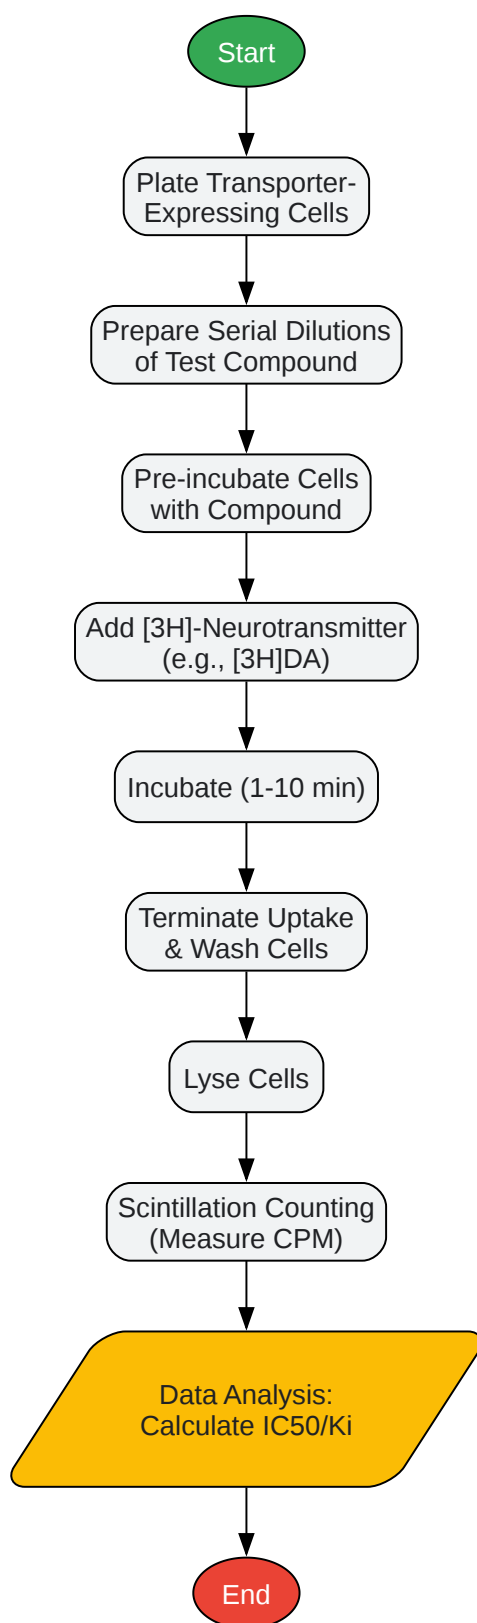 Start
Plate Transporter-
Expressing Cells
Prepare Serial Dilutions
of Test Compound
Pre-incubate Cells
with Compound
Add [3H]-Neurotransmitter
(e.g., [3H]DA)
Incubate (1-10 min)
Terminate Uptake
& Wash Cells
Lyse Cells
Scintillation Counting
(Measure CPM)
Data Analysis:
Calculate IC50/Ki
End